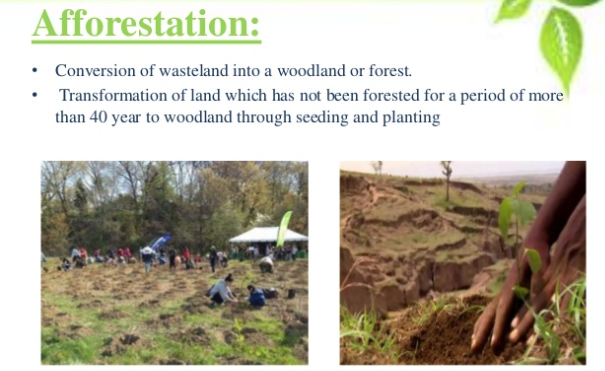 Afforestation:
• Conversion of wasteland into a woodland or forest.
• Transformation of land which has not been forested for a period of more
than 40 year to woodland through seeding and planting